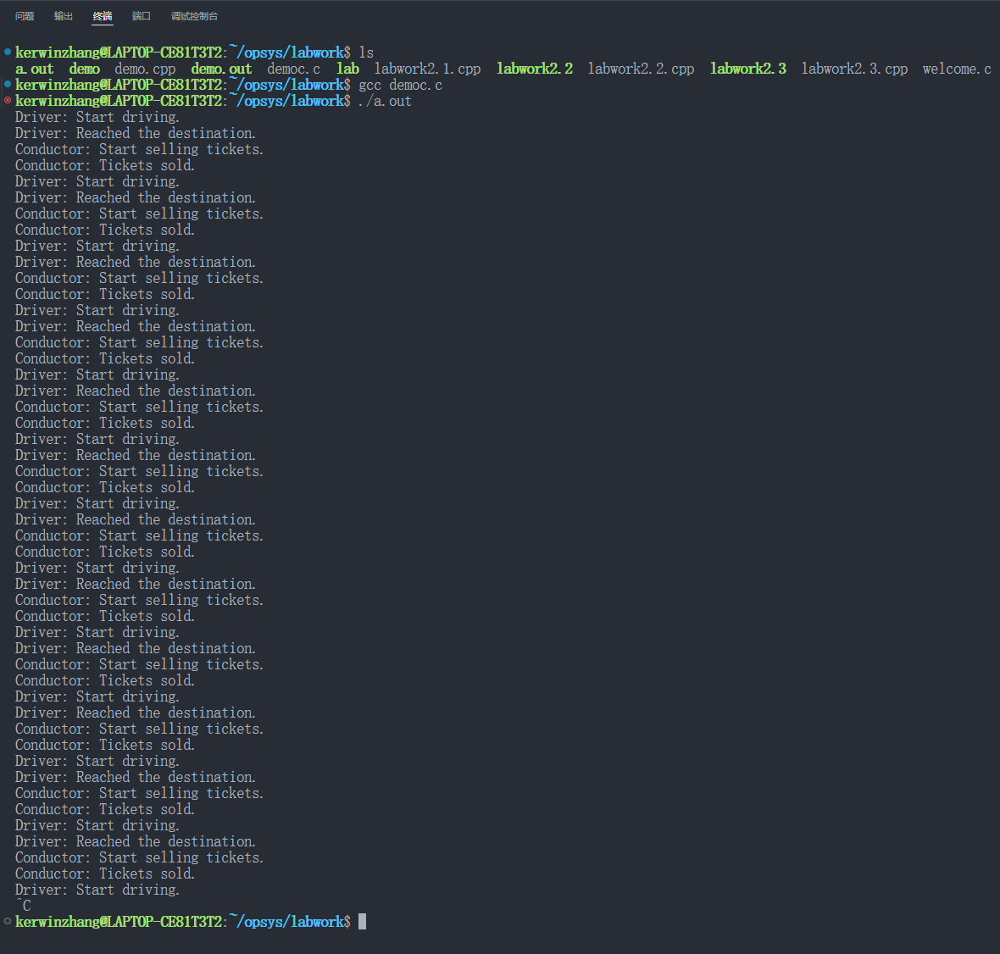 问题 输出 终端 端口 调试控制台
kerwinzhang@LAPTOP-CE81T3T2:~/opsys/labwork$ ls
a.out demo demo.cpp demo.out democ.c lab labwork2.1.cpp labwork2.2 labwork2.2.cpp labwork2.3 labwork2.3.cpp welcome.c
kerwinzhang@LAPTOP-CE81T3T2:~/opsys/labwork$ gcc democ.c
kerwinzhang@LAPTOP-CE81T3T2:~/opsys/labwork$ ./a.out
Driver: Start driving.
Driver: Reached the destination.
Conductor: Start selling tickets.
Conductor: Tickets sold.
Driver: Start driving.
Driver: Reached the destination.
Conductor: Start selling tickets.
Conductor: Tickets sold.
Driver: Start driving.
Driver: Reached the destination.
Conductor: Start selling tickets.
Conductor: Tickets sold.
Driver: Start driving.
Driver: Reached the destination.
Conductor: Start selling tickets.
Conductor: Tickets sold.
Driver: Start driving.
Driver: Reached the destination.
Conductor: Start selling tickets.
Conductor: Tickets sold.
Driver: Start driving.
Driver: Reached the destination.
Conductor: Start selling tickets.
Conductor: Tickets sold.
Driver: Start driving.
Driver: Reached the destination.
Conductor: Start selling tickets.
Conductor: Tickets sold.
Driver: Start driving.
Driver: Reached the destination.
Conductor: Start selling tickets.
Conductor: Tickets sold.
Driver: Start driving.
Driver: Reached the destination.
Conductor: Start selling tickets.
Conductor: Tickets sold.
Driver: Start driving.
Driver: Reached the destination.
Conductor: Start selling tickets.
Conductor: Tickets sold.
Driver: Start driving.
Driver: Reached the destination.
Conductor: Start selling tickets.
Conductor: Tickets sold.
Driver: Start driving.
Driver: Reached the destination.
Conductor: Start selling tickets.
Conductor: Tickets sold.
Driver: Start driving.
^C
kerwinzhang@LAPTOP-CE81T3T2:~/opsys/labwork$